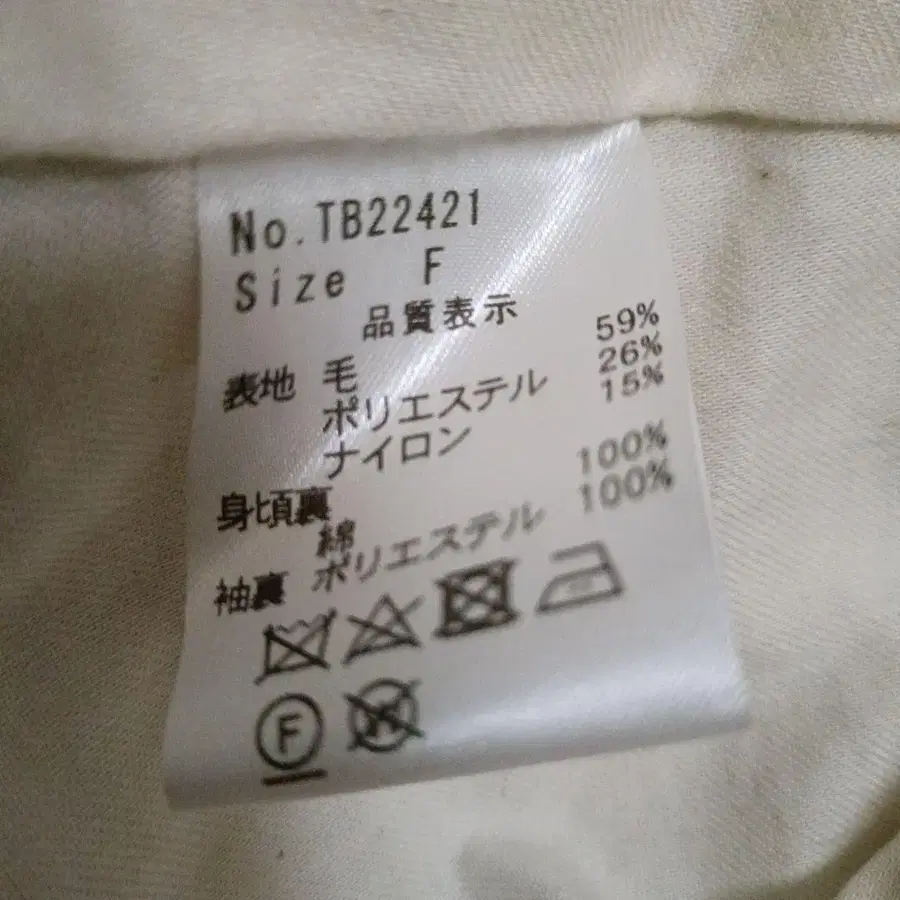 No.TB22421
Size F
品質表示
表地 毛 59%
ポリエステル 26%
ナイロン 15%
身頃裏
綿 100%
袖裏 ポリエステル 100%
F
W